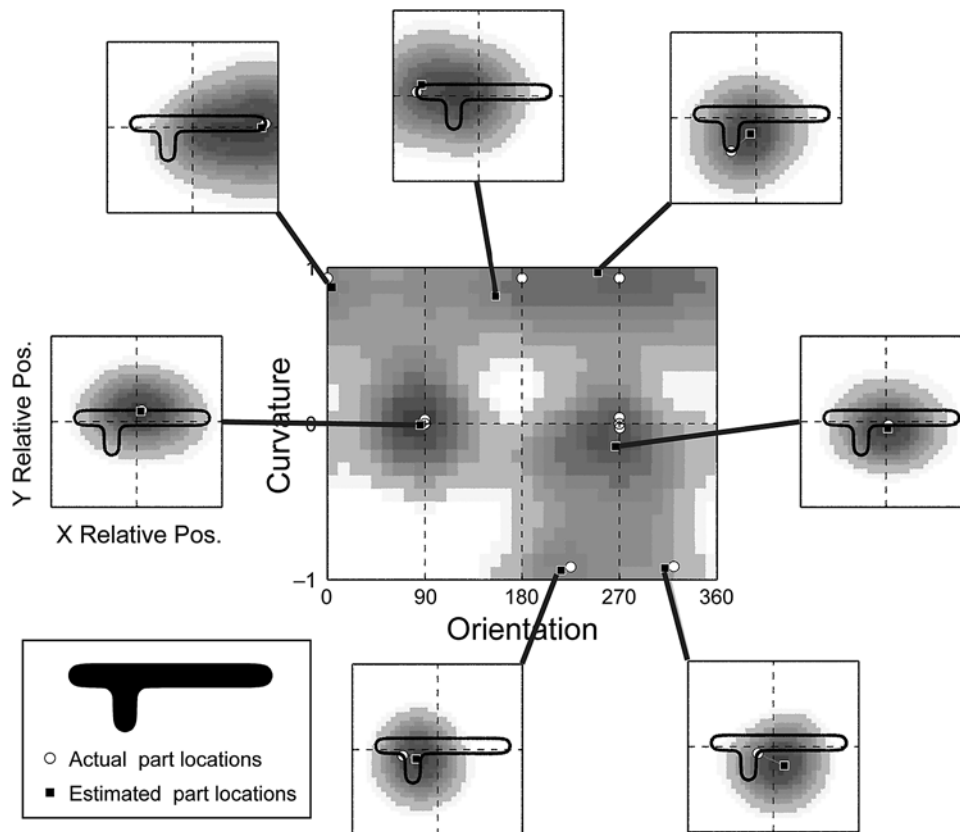 1
Y Relative Pos.
Curvature
0
X Relative Pos.
−1
0 90 180 270 360
Orientation
Actual part locations
Estimated part locations